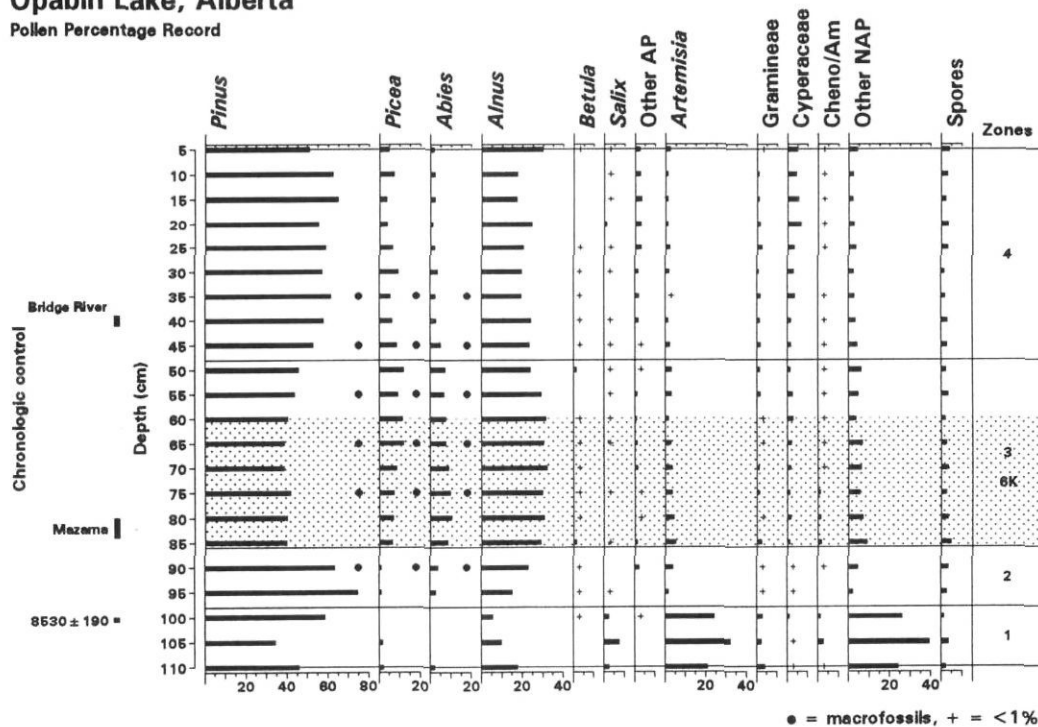 Opabin Lake, Alberta
Pollen Percentage Record
Pinus Picea Abies Alnus Betula Salix Other AP Artemisia Gramineae Cyperaceae Cheno/Am Other NAP Spores
Zones
Chronologic control
Depth (cm)
5
10
15
20
25
4
30
35
Bridge River
40
45
50
55
60
65
3
70
6K
75
80
Mazama
85
90
2
95
8530 ± 190
100
1
105
110
20 40 60 80 20 20 20 40 20 40 20 40
● = macrofossils, + = <1%